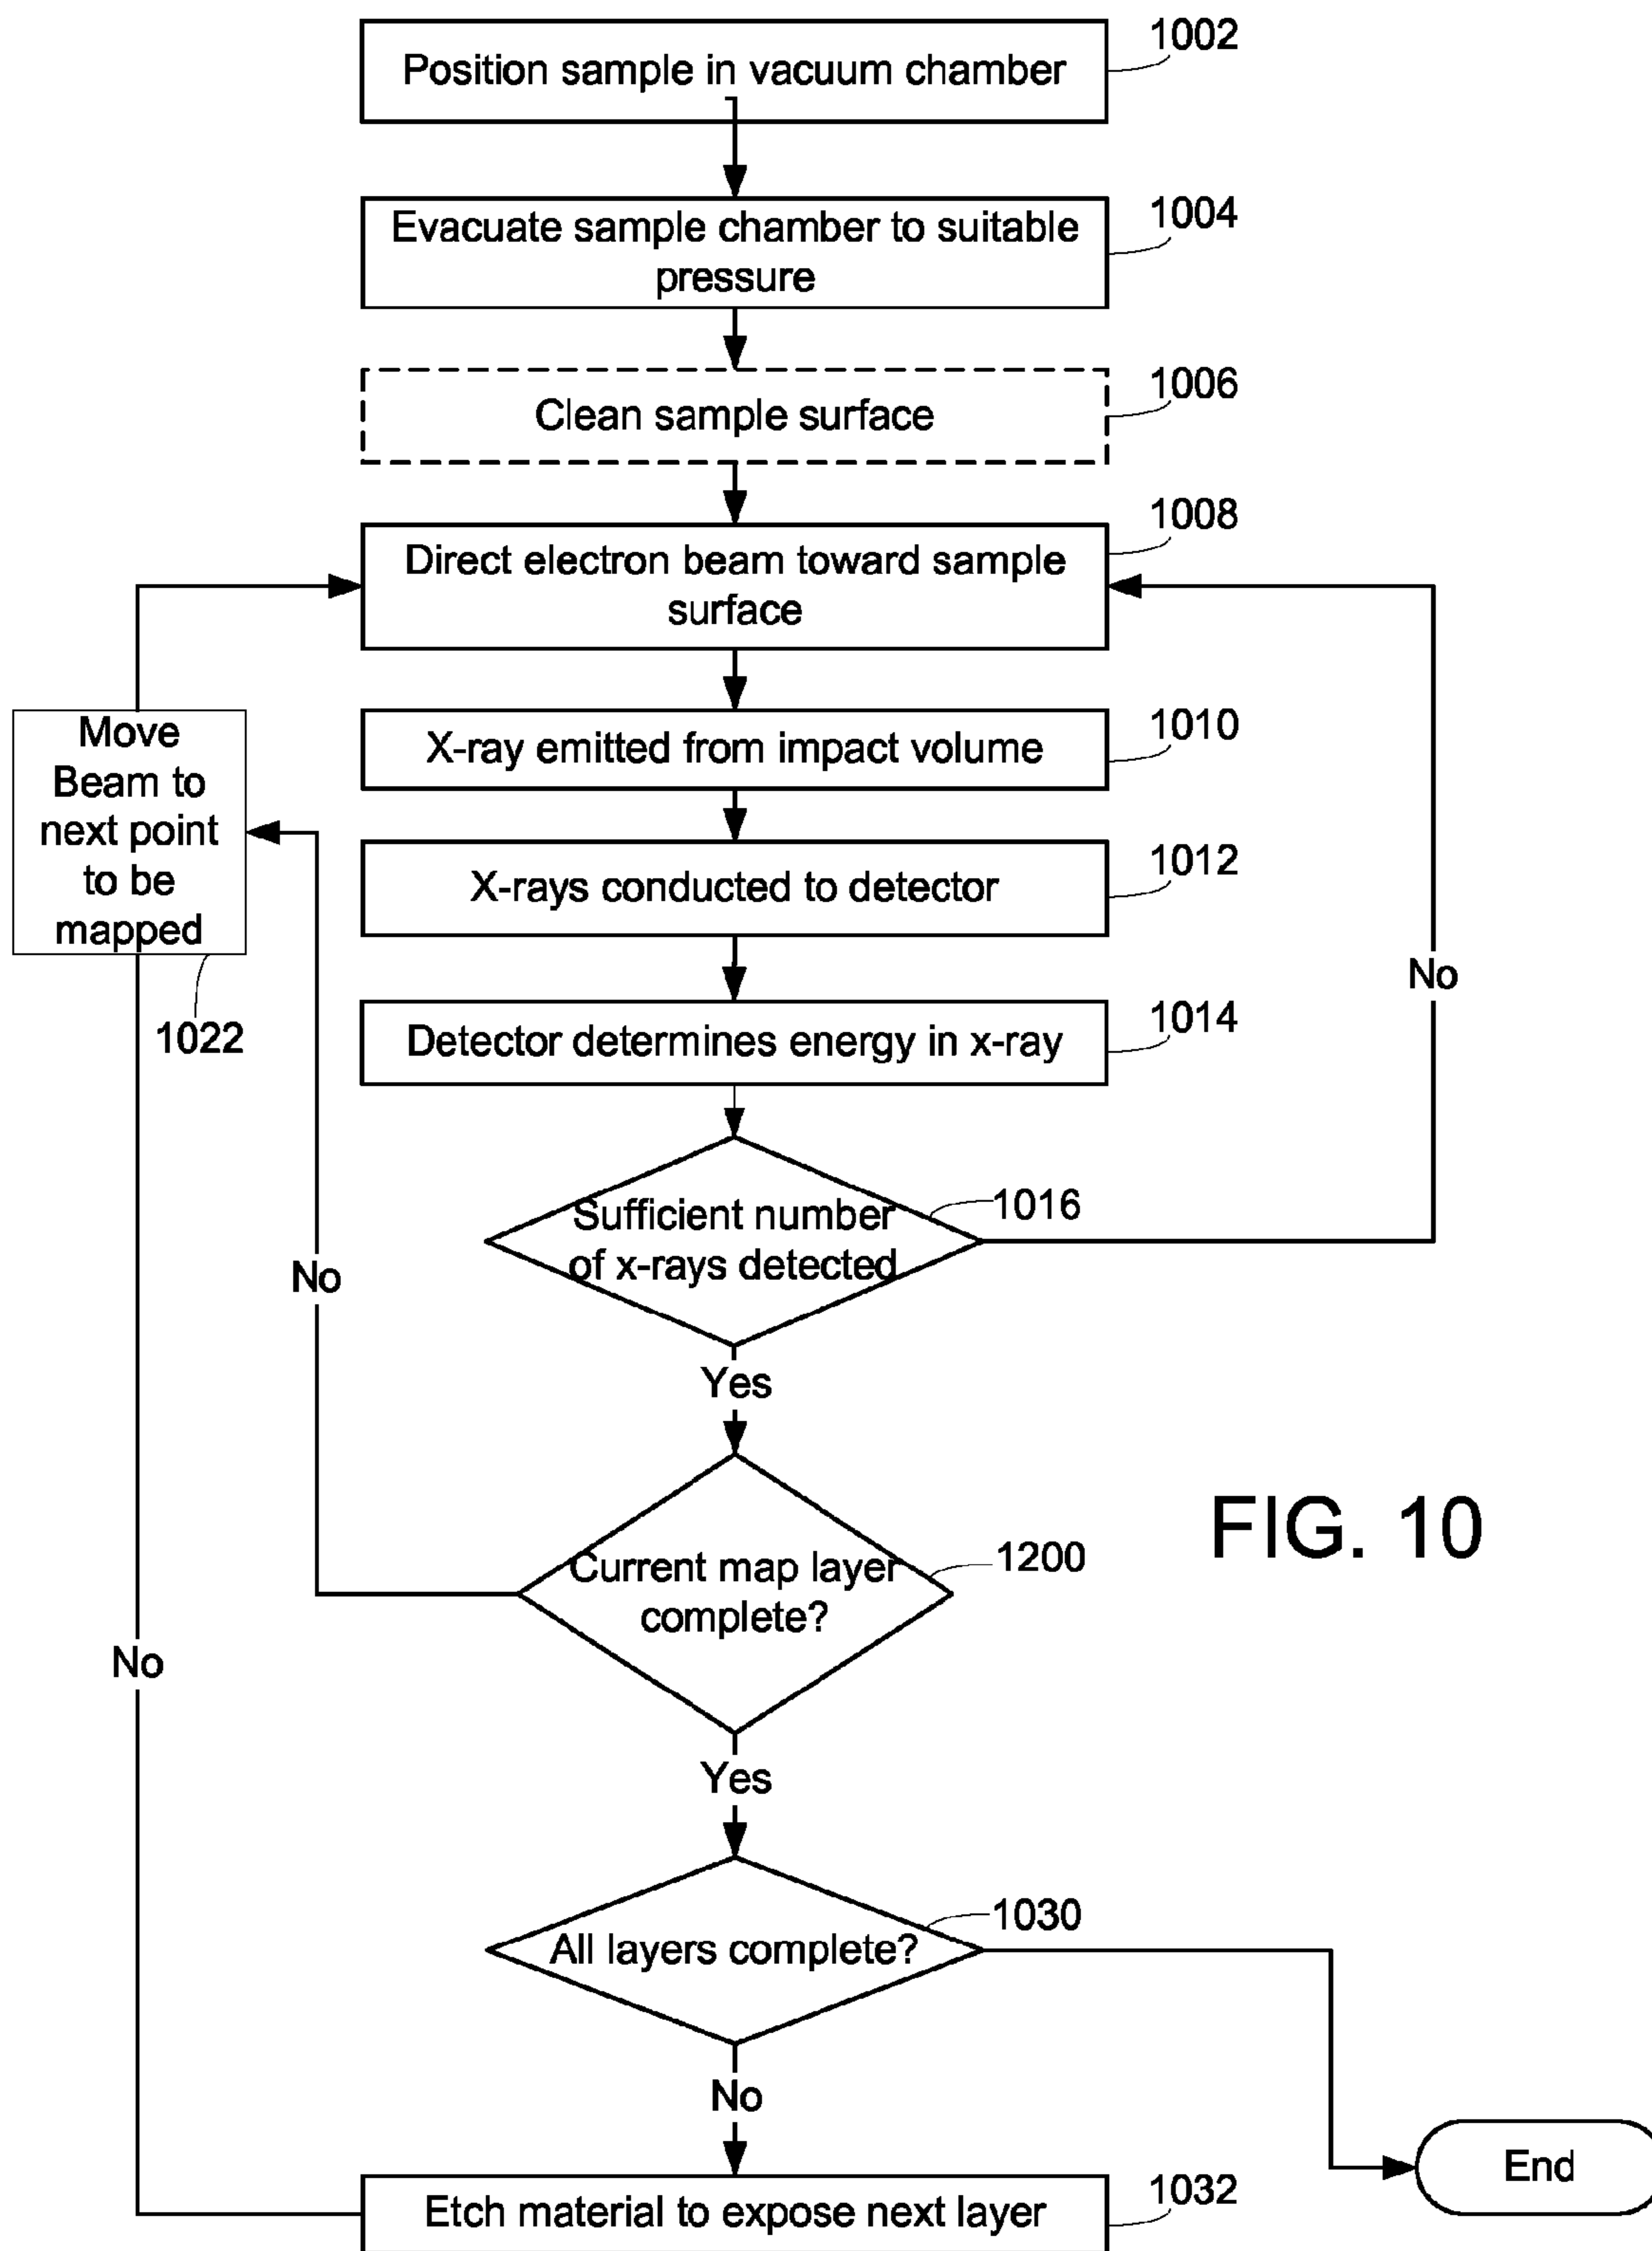 Position sample in vacuum chamber
1002
Evacuate sample chamber to suitable
pressure
1004
Clean sample surface
1006
Direct electron beam toward sample
surface
1008
Move
Beam to
next point
to be
mapped
1022
X-ray emitted from impact volume
1010
X-rays conducted to detector
1012
No
Detector determines energy in x-ray
1014
Sufficient number
of x-rays detected
1016
No
Yes
FIG. 10
Current map layer
complete?
1200
No
Yes
All layers complete?
1030
No
End
Etch material to expose next layer
1032